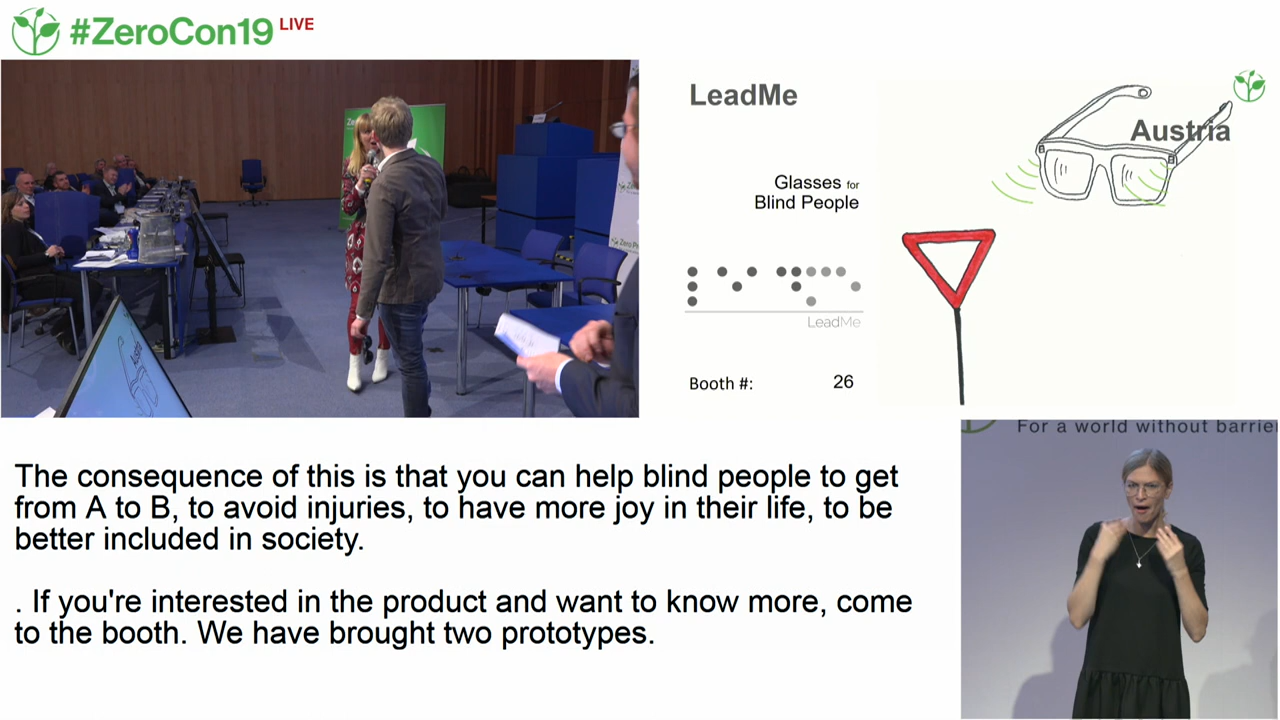 #ZeroCon19 LIVE
LeadMe
Austria
Glasses for
Blind People
LeadMe
Booth #:
26
For a world without barrie
The consequence of this is that you can help blind people to get
from A to B, to avoid injuries, to have more joy in their life, to be
better included in society.
. If you're interested in the product and want to know more, come
to the booth. We have brought two prototypes.